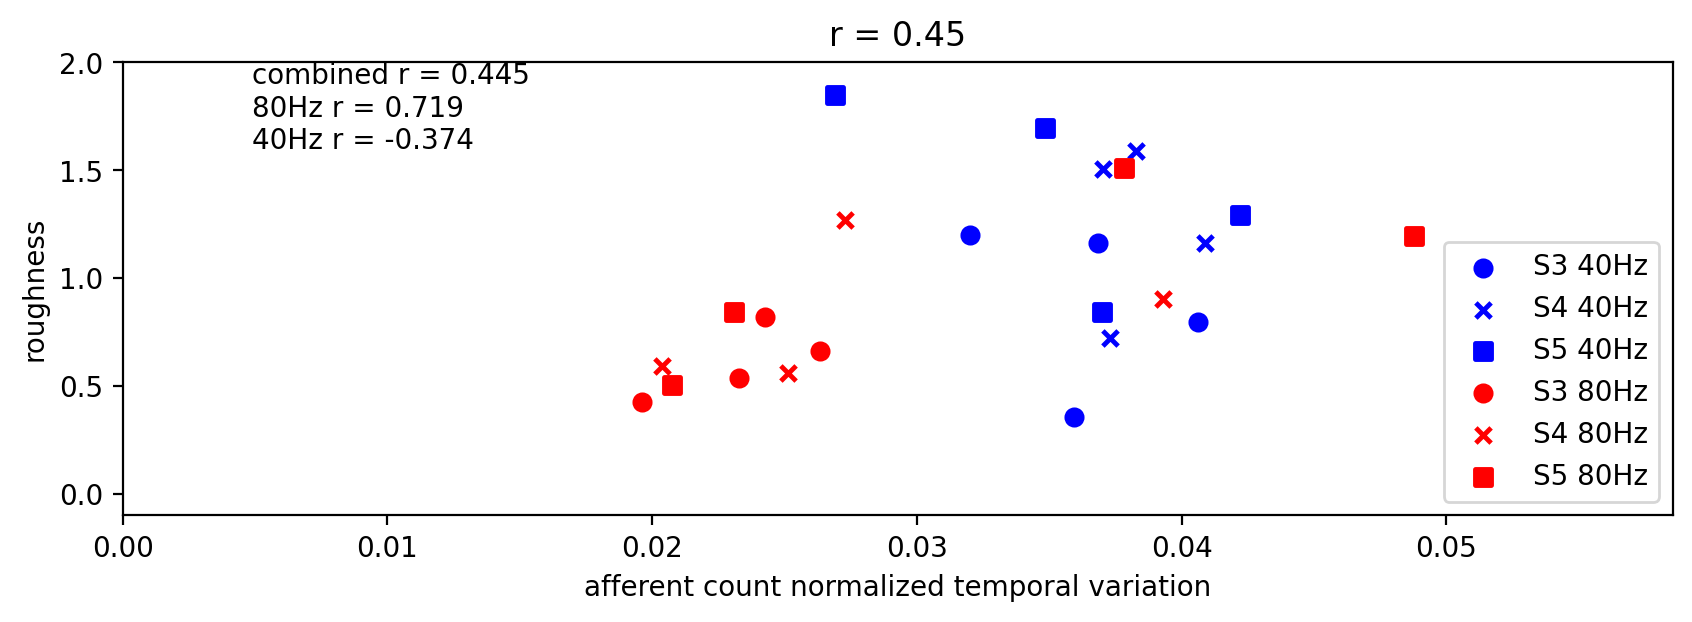 r = 0.45
combined r = 0.445
80Hz r = 0.719
40Hz r = -0.374
roughness
2.0
1.5
1.0
0.5
0.0
S3 40Hz
S4 40Hz
S5 40Hz
S3 80Hz
S4 80Hz
S5 80Hz
0.00 0.01 0.02 0.03 0.04 0.05
afferent count normalized temporal variation